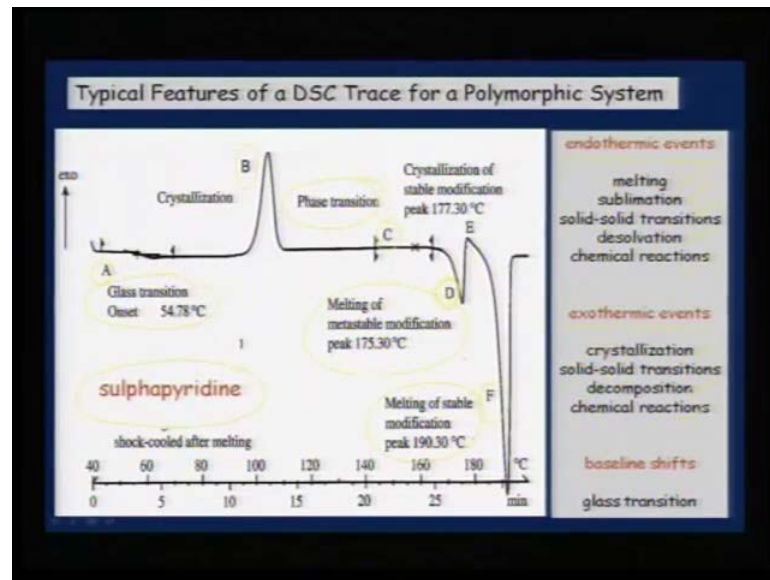 Typical Features of a DSC Trace for a Polymorphic System
exo
B
Crystallization
Phase transition
Crystallization of
stable modification
peak 177.30 °C
C
E
A
Glass transition
Onset 54.78 °C
D
Melting of
metastable modification
peak 175.30°C
sulphapyridine
shock-cooled after melting
F
Melting of stable
modification
peak 190.30 °C
40 60 80 100 120 140 160 180 °C
0 5 10 15 20 25 min
endothermic events
melting
sublimation
solid-solid transitions
desolvation
chemical reactions
exothermic events
crystallization
solid-solid transitions
decomposition
chemical reactions
baseline shifts
glass transition